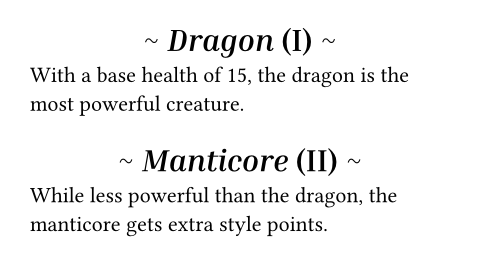 ~ Dragon (I) ~
With a base health of 15, the dragon is the
most powerful creature.
~ Manticore (II) ~
While less powerful than the dragon, the
manticore gets extra style points.